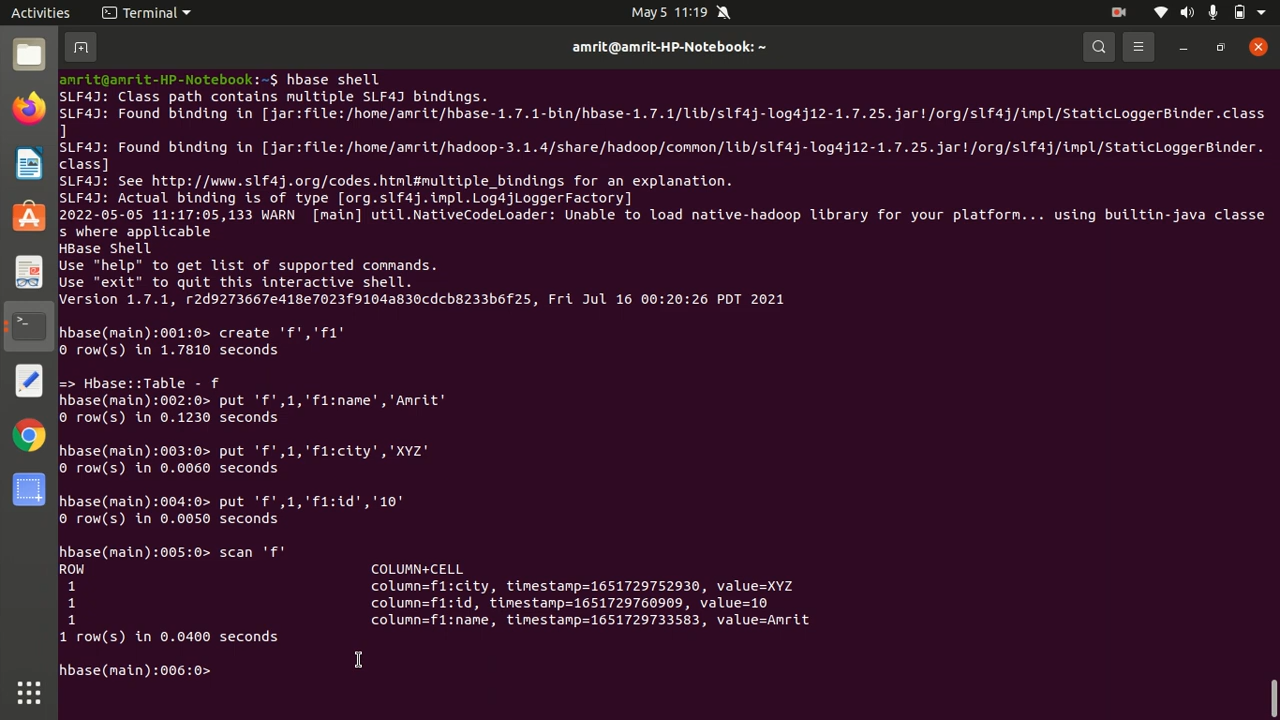 Activities
Terminal
May 5 11:19
amrit@amrit-HP-Notebook: ~
amrit@amrit-HP-Notebook:~$ hbase shell
SLF4J: Class path contains multiple SLF4J bindings.
SLF4J: Found binding in [jar:file:/home/amrit/hbase-1.7.1-bin/hbase-1.7.1/lib/slf4j-log4j12-1.7.25.jar!/org/slf4j/impl/StaticLoggerBinder.class
]
SLF4J: Found binding in [jar:file:/home/amrit/hadoop-3.1.4/share/hadoop/common/lib/slf4j-log4j12-1.7.25.jar!/org/slf4j/impl/StaticLoggerBinder.
class]
SLF4J: See http://www.slf4j.org/codes.html#multiple_bindings for an explanation.
SLF4J: Actual binding is of type [org.slf4j.impl.Log4jLoggerFactory]
2022-05-05 11:17:05,133 WARN  [main] util.NativeCodeLoader: Unable to load native-hadoop library for your platform... using builtin-java classe
s where applicable
HBase Shell
Use "help" to get list of supported commands.
Use "exit" to quit this interactive shell.
Version 1.7.1, r2d9273667e418e7023f9104a830cdcb8233b6f25, Fri Jul 16 00:20:26 PDT 2021
hbase(main):001:0> create 'f','f1'
0 row(s) in 1.7810 seconds
=> Hbase::Table - f
hbase(main):002:0> put 'f',1,'f1:name','Amrit'
0 row(s) in 0.1230 seconds
hbase(main):003:0> put 'f',1,'f1:city','XYZ'
0 row(s) in 0.0060 seconds
hbase(main):004:0> put 'f',1,'f1:id','10'
0 row(s) in 0.0050 seconds
hbase(main):005:0> scan 'f'
ROW COLUMN+CELL
1 column=f1:city, timestamp=1651729752930, value=XYZ
1 column=f1:id, timestamp=1651729760909, value=10
1 column=f1:name, timestamp=1651729733583, value=Amrit
1 row(s) in 0.0400 seconds
hbase(main):006:0>